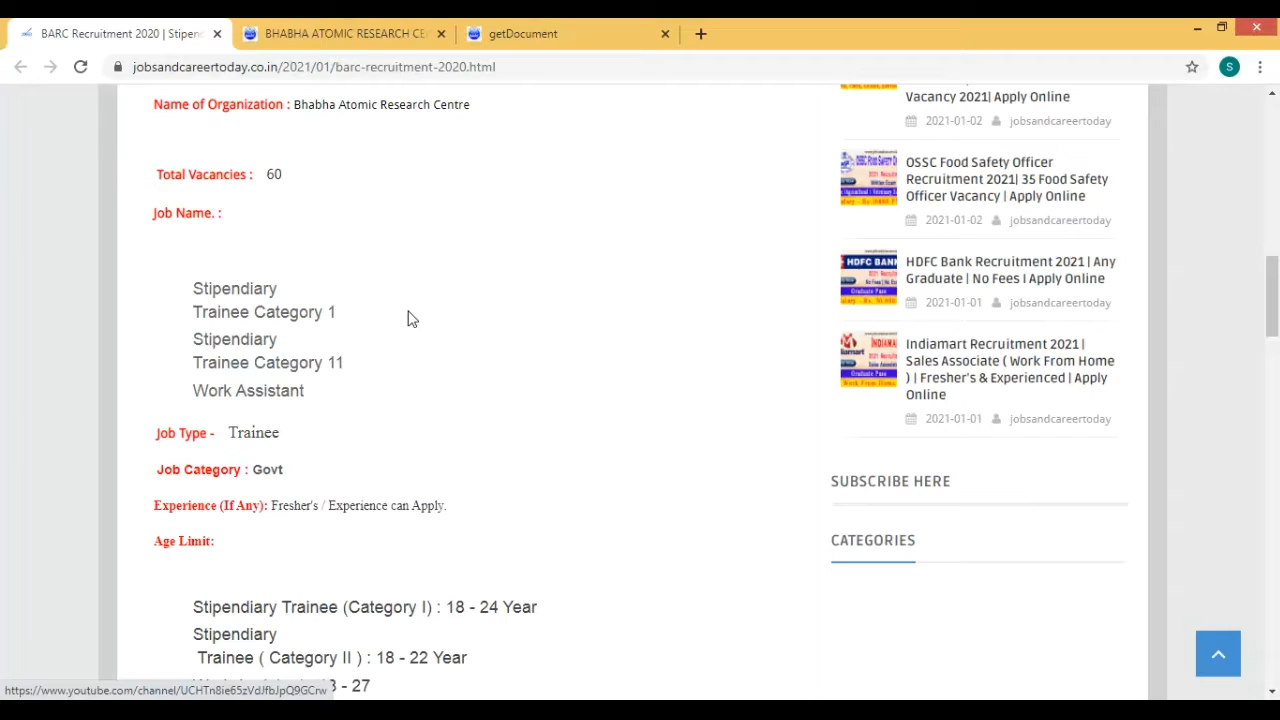 BARC Recruitment 2020 | Stipend
BHABHA ATOMIC RESEARCH CE
getDocument
jobsandcareertoday.co.in/2021/01/barc-recruitment-2020.html
S
Name of Organization : Bhabha Atomic Research Centre
Total Vacancies : 60
Job Name. :
Stipendiary
Trainee Category 1
Stipendiary
Trainee Category 11
Work Assistant
Job Type - Trainee
Job Category : Govt
Experience (If Any): Fresher's / Experience can Apply.
Age Limit:
Stipendiary Trainee (Category I) : 18 - 24 Year
Stipendiary
Trainee ( Category II ) : 18 - 22 Year
8 - 27
https://www.youtube.com/channel/UCHTn8ie65zVdJfbJpQ9GCrw
Vacancy 2021| Apply Online
2021-01-02 jobsandcareertoday
OSSC Food Safety Officer
Recruitment 2021| 35 Food Safety
Officer Vacancy | Apply Online
2021-01-02 jobsandcareertoday
HDFC BANK
HDFC Bank Recruitment 2021 | Any
Graduate | No Fees I Apply Online
2021-01-01 jobsandcareertoday
Indiamart Recruitment 2021 |
Sales Associate ( Work From Home
) | Fresher's & Experienced | Apply
Online
2021-01-01 jobsandcareertoday
SUBSCRIBE HERE
CATEGORIES